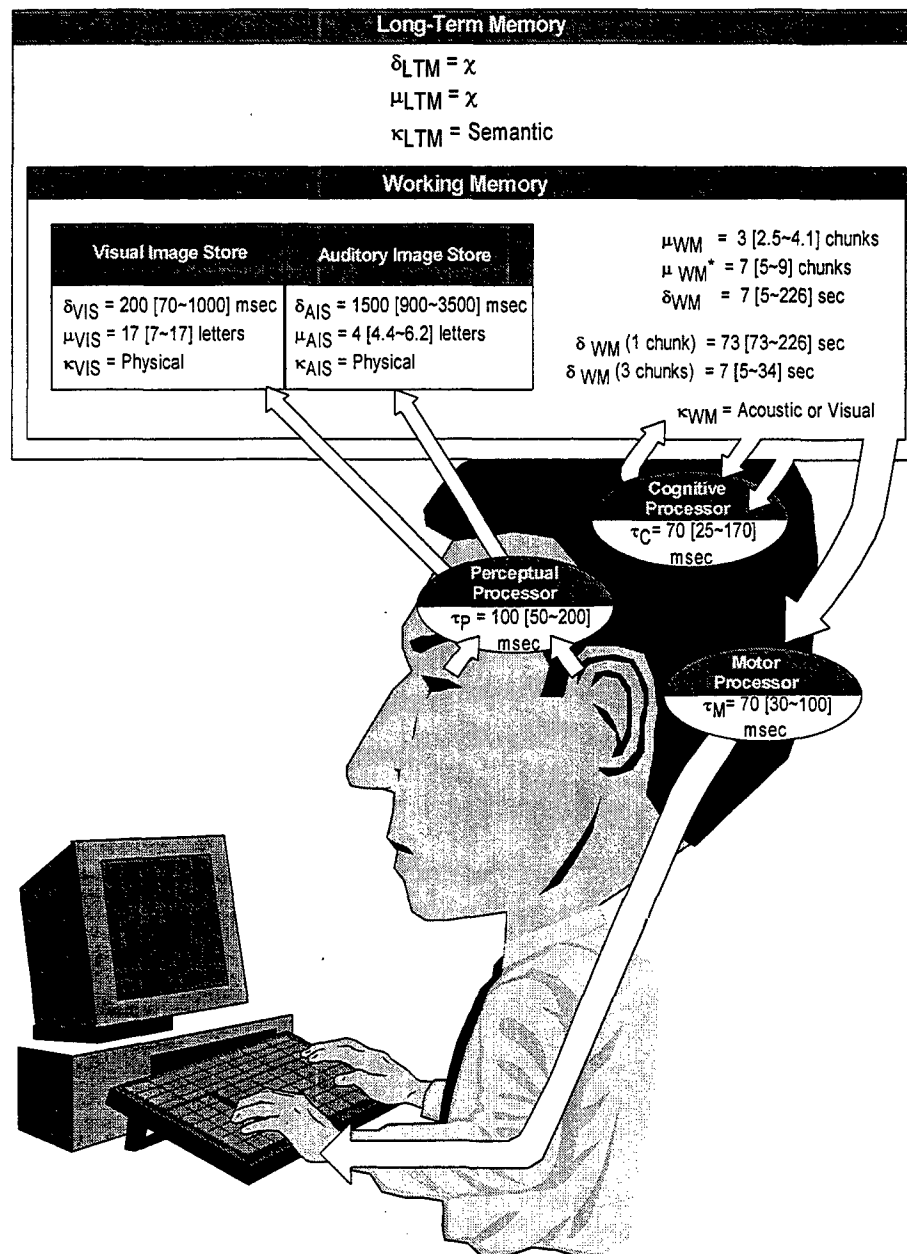 Long-Term Memory
δLTM = χ
μLTM = χ
κLTM = Semantic
Working Memory
Visual Image Store
δVIS = 200 [70~1000] msec
μVIS = 17 [7~17] letters
κVIS = Physical
Auditory Image Store
δAIS = 1500 [900~3500] msec
μAIS = 4 [4.4~6.2] letters
κAIS = Physical
μWM = 3 [2.5~4.1] chunks
μ WM* = 7 [5~9] chunks
δWM = 7 [5~226] sec
δ WM (1 chunk) = 73 [73~226] sec
δ WM (3 chunks) = 7 [5~34] sec
κWM = Acoustic or Visual
Cognitive
Processor
τC= 70 [25~170]
msec
Perceptual
Processor
τP = 100 [50~200]
msec
Motor
Processor
τM= 70 [30~100]
msec